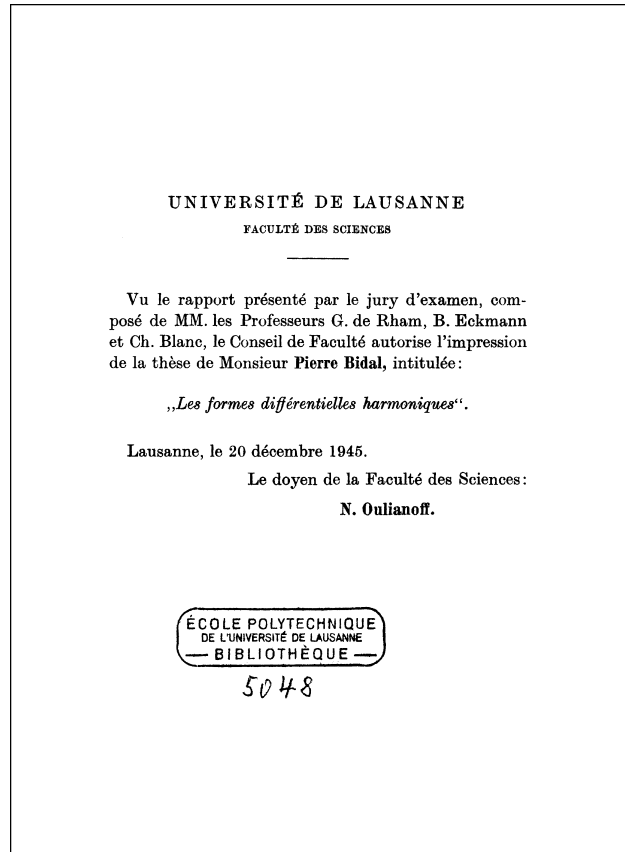 UNIVERSITÉ DE LAUSANNE
FACULTÉ DES SCIENCES
Vu le rapport présenté par le jury d'examen, com-
posé de MM. les Professeurs G. de Rham, B. Eckmann
et Ch. Blanc, le Conseil de Faculté autorise l'impression
de la thèse de Monsieur Pierre Bidal, intitulée:
„Les formes différentielles harmoniques“.
Lausanne, le 20 décembre 1945.
Le doyen de la Faculté des Sciences:
N. Oulianoff.
ÉCOLE POLYTECHNIQUE
DE L'UNIVERSITÉ DE LAUSANNE
— BIBLIOTHÈQUE —
5048